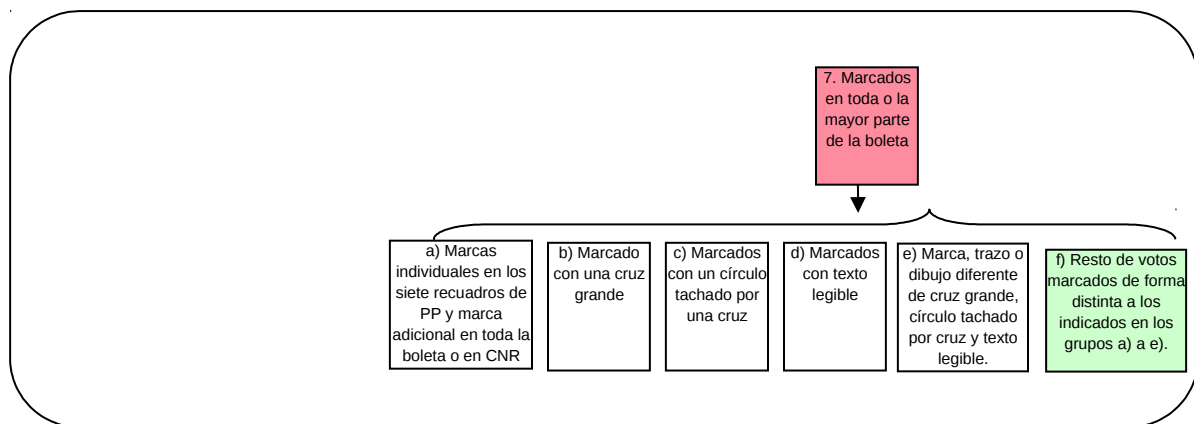 7. Marcados
en toda o la
mayor parte
de la boleta
a) Marcas
individuales en los
siete recuadros de
PP y marca
adicional en toda la
boleta o en CNR
b) Marcado
con una cruz
grande
c) Marcados
con un círculo
tachado por
una cruz
d) Marcados
con texto
legible
e) Marca, trazo o
dibujo diferente
de cruz grande,
círculo tachado
por cruz y texto
legible.
f) Resto de votos
marcados de forma
distinta a los
indicados en los
grupos a) a e).